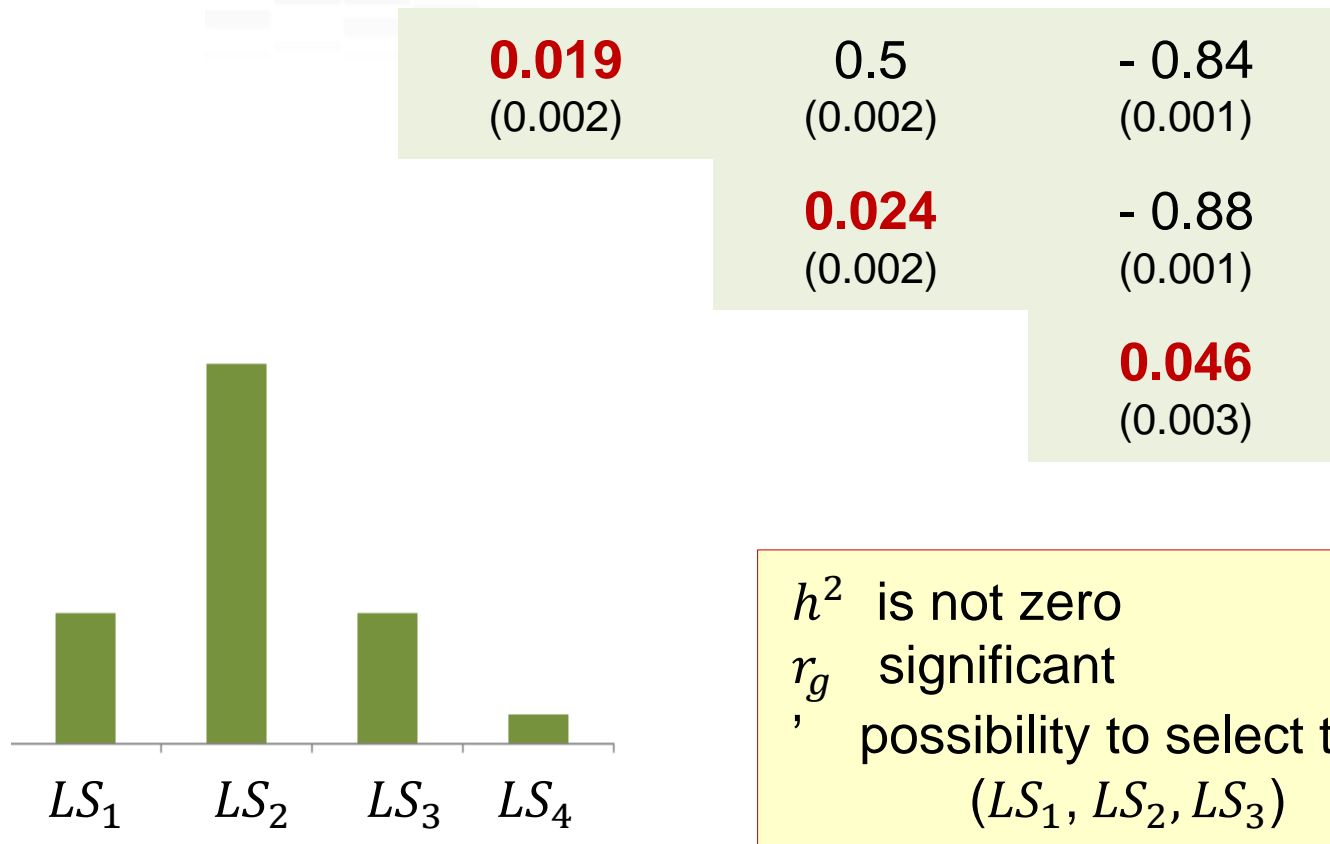 0.019 0.5 - 0.84
(0.002) (0.002) (0.001)
0.024 - 0.88
(0.002) (0.001)
0.046
(0.003)
LS₁ LS₂ LS₃ LS₄
h² is not zero
r_g significant
’ possibility to select
(LS₁, LS₂, LS₃)